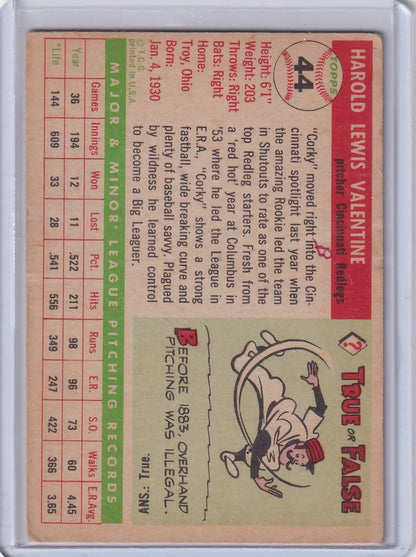 TOPPS
44
HAROLD LEWIS VALENTINE
pitcher Cincinnati Redlegs
Height: 6'1"
Weight: 203
Throws: Right
Bats: Right
Home:
Troy, Ohio
Born:
Jan. 4, 1930
© T.C.G.
Printed in U.S.A.
"Corky" moved right into the Cin-
cinnati spotlight last year when
the amazing Rookie led the team
in Shutouts to rate as one of the
top Redleg starters. Fresh from
a 'red hot' year at Columbus in
'53 where he led the League in
E.R.A., "Corky" shows a strong
fastball, wide breaking curve and
plenty of baseball savvy. Plagued
by wildness he learned control
to become a Big Leaguer.
B
? TRUE OR FALSE
BEFORE 1883 OVERHAND
PITCHING WAS ILLEGAL.
ANS.: True.
MAJOR & MINOR LEAGUE PITCHING RECORDS
Games Innings Won Lost Pct. Hits Runs E.R. S.O. Walks E.R.Avg.
Year 36 194 12 11 .522 211 98 96 73 60 4.45
*Life 144 609 33 28 .541 556 349 247 422 366 3.65